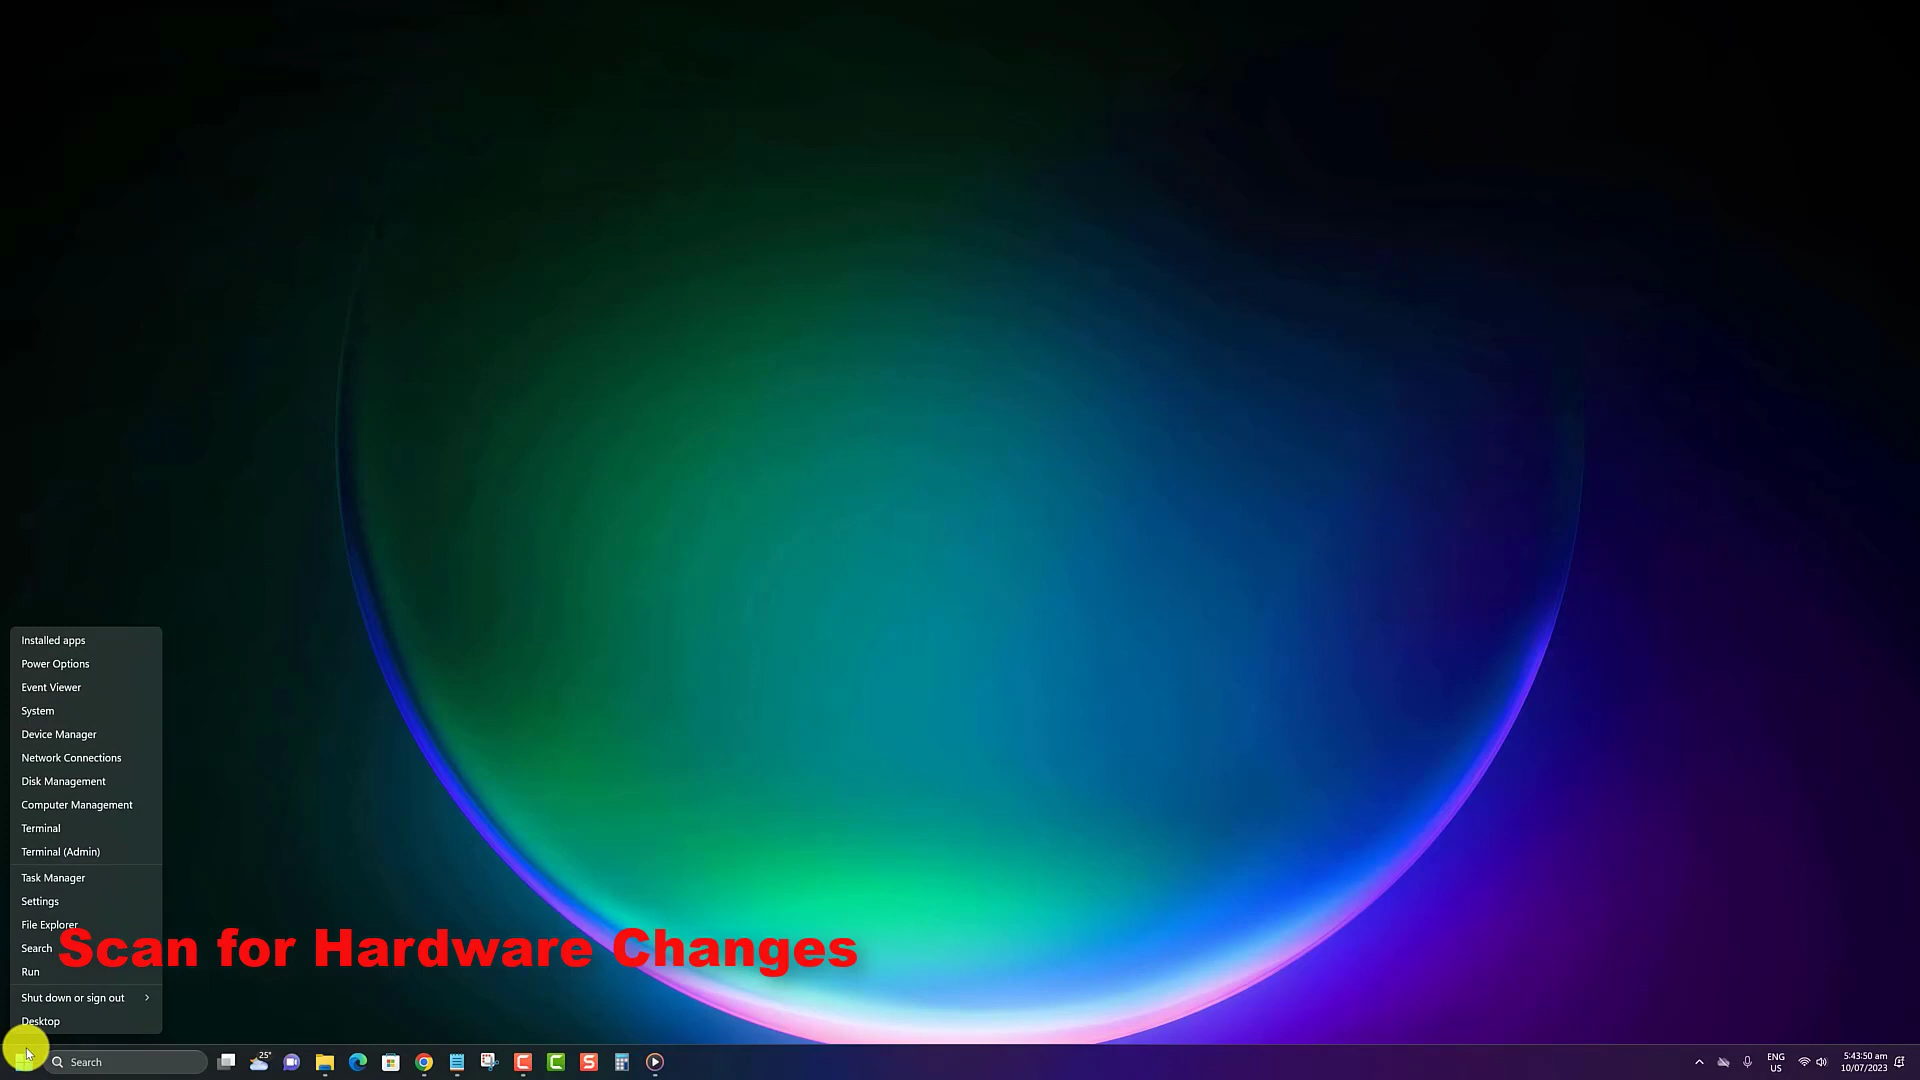 Installed apps
Power Options
Event Viewer
System
Device Manager
Network Connections
Disk Management
Computer Management
Terminal
Terminal (Admin)
Task Manager
Settings
File Explorer
Search
Run
Shut down or sign out
Desktop
Scan for Hardware Changes
Search
25°
ENG
US
5:43:50 am
10/07/2023